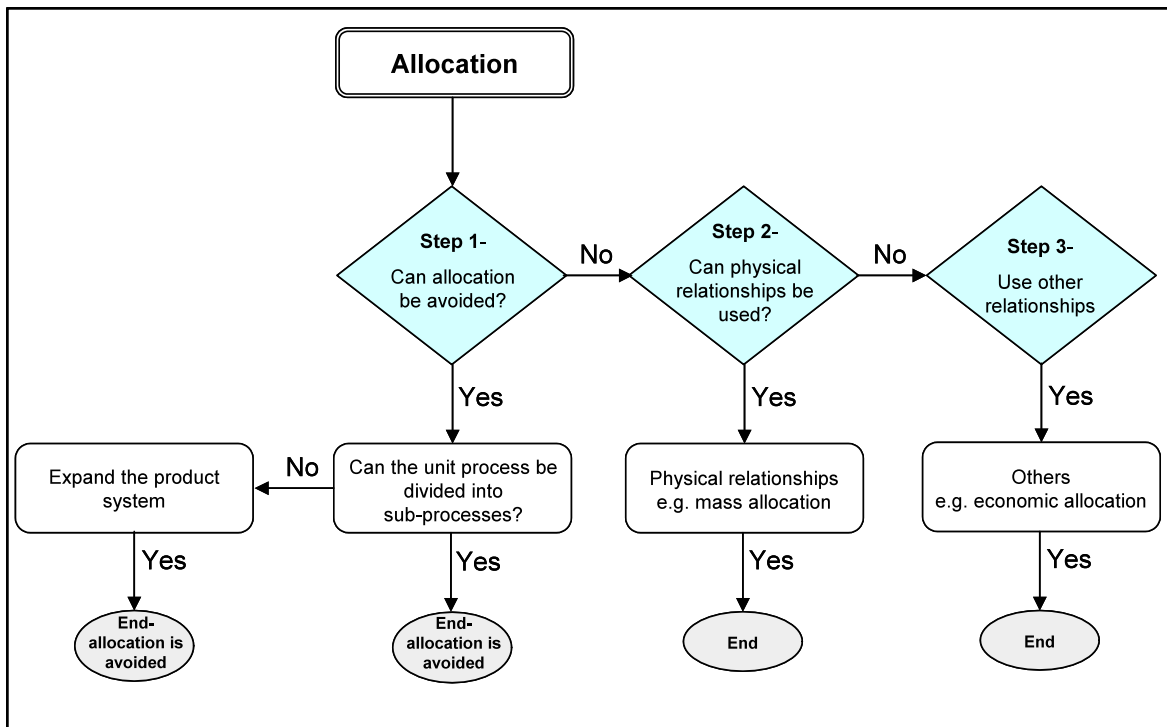 Allocation
Step 1-
Can allocation
be avoided?
No
Step 2-
Can physical
relationships be
used?
No
Step 3-
Use other
relationships
Yes
Yes
Yes
Expand the product
system
No
Can the unit process be
divided into
sub-processes?
Physical relationships
e.g. mass allocation
Others
e.g. economic allocation
Yes
Yes
Yes
Yes
End-
allocation is
avoided
End-
allocation is
avoided
End
End